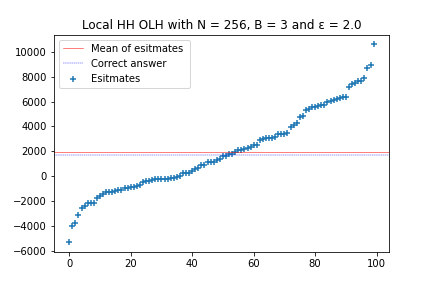 Local HH OLH with N = 256, B = 3 and ε = 2.0
Mean of esitmates
Correct answer
Esitmates
10000
8000
6000
4000
2000
0
−2000
−4000
−6000
0 20 40 60 80 100